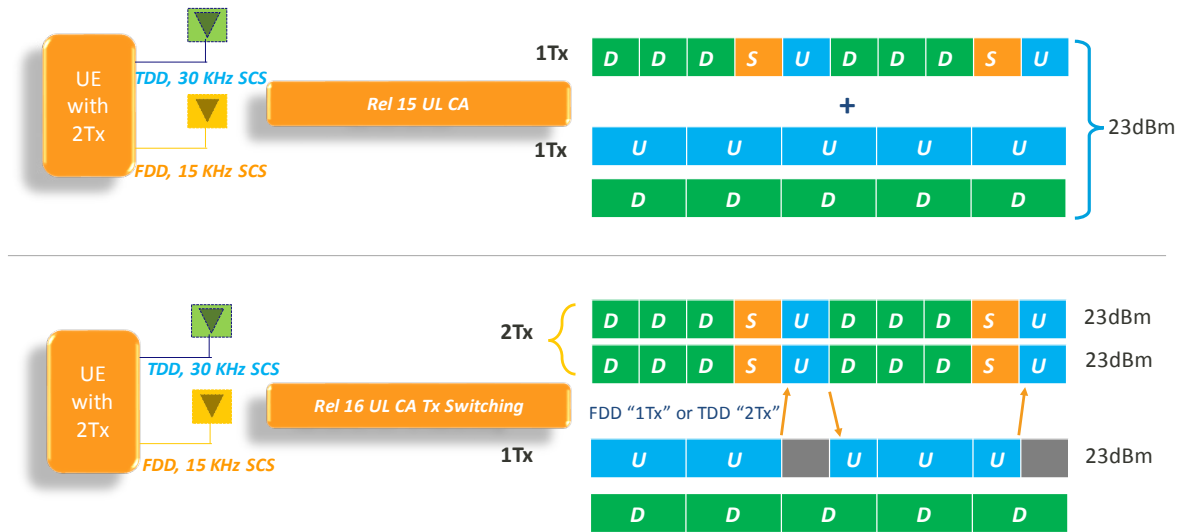 UE
with
2Tx
TDD, 30 KHz SCS
FDD, 15 KHz SCS
Rel 15 UL CA
1Tx
D D D S U D D D S U
+
1Tx
U U U U U
D D D D D
23dBm
UE
with
2Tx
TDD, 30 KHz SCS
FDD, 15 KHz SCS
Rel 16 UL CA Tx Switching
2Tx
D D D S U D D D S U 23dBm
D D D S U D D D S U 23dBm
FDD “1Tx” or TDD “2Tx”
1Tx
U U U U U 23dBm
D D D D D